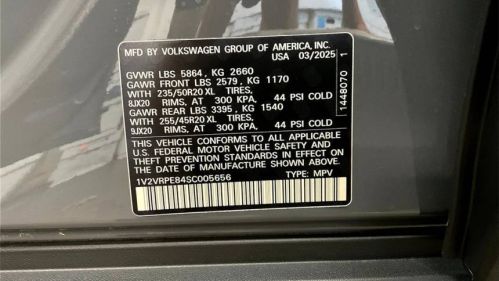 MFD BY VOLKSWAGEN GROUP OF AMERICA, INC.
USA 03/2025
GVWR LBS 5864, KG 2660
GAWR FRONT LBS 2579, KG 1170
WITH 235/50R20 XL TIRES,
8JX20 RIMS, AT 300 KPA, 44 PSI COLD
GAWR REAR LBS 3395, KG 1540
WITH 255/45R20 XL TIRES,
9JX20 RIMS, AT 300 KPA, 44 PSI COLD
THIS VEHICLE CONFORMS TO ALL APPLICABLE
U.S. FEDERAL MOTOR VEHICLE SAFETY AND
THEFT PREVENTION STANDARDS IN EFFECT ON THE
DATE OF MANUFACTURE SHOWN ABOVE.
1V2VRPE84SC005656 TYPE: MPV
1448070 1